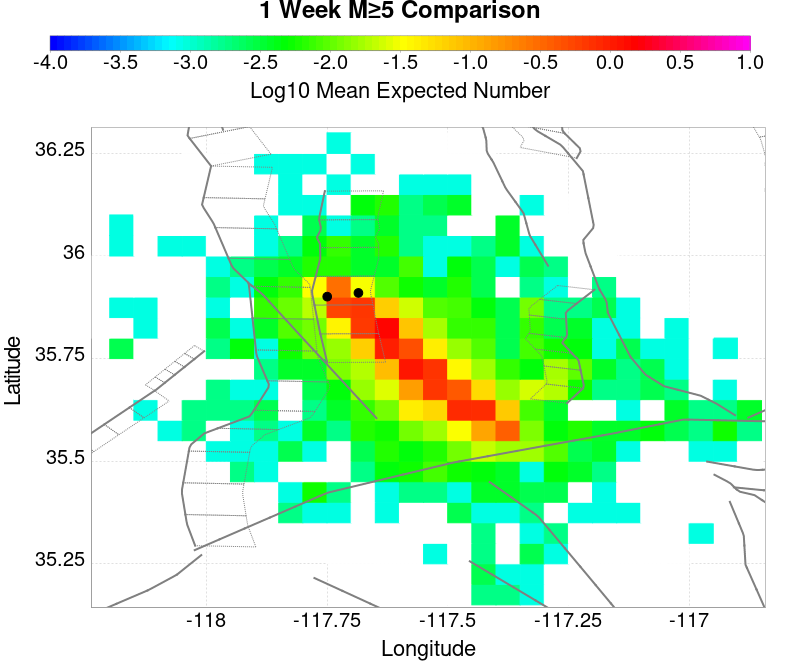 1 Week M≥5 Comparison
-4.0 -3.5 -3.0 -2.5 -2.0 -1.5 -1.0 -0.5 0.0 0.5 1.0
Log10 Mean Expected Number
36.25
36
35.75
35.5
35.25
Latitude
-118 -117.75 -117.5 -117.25 -117
Longitude